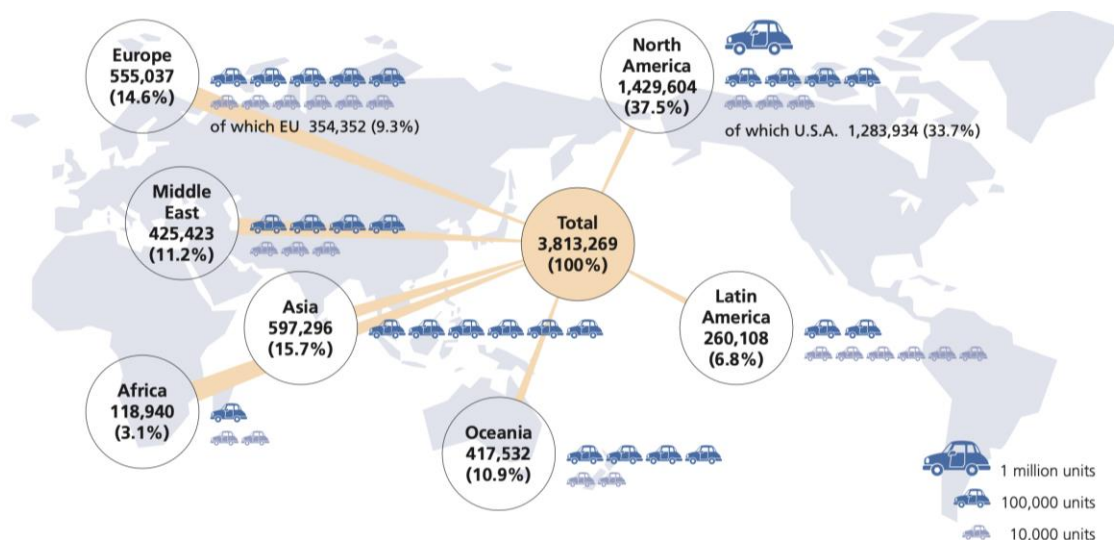 Europe
555,037
(14.6%)
of which EU 354,352 (9.3%)
North
America
1,429,604
(37.5%)
of which U.S.A. 1,283,934 (33.7%)
Middle
East
425,423
(11.2%)
Total
3,813,269
(100%)
Asia
597,296
(15.7%)
Latin
America
260,108
(6.8%)
Africa
118,940
(3.1%)
Oceania
417,532
(10.9%)
1 million units
100,000 units
10,000 units